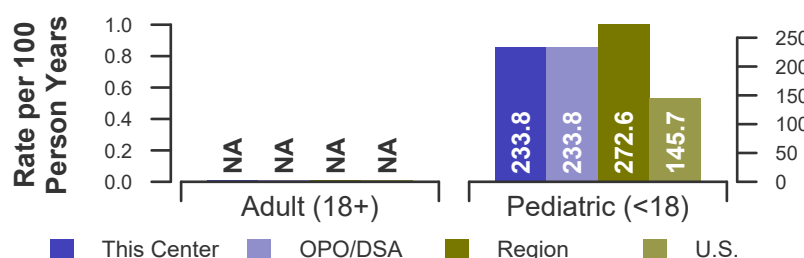 Rate per 100
Person Years
1.0
0.8
0.6
0.4
0.2
0.0
NA
NA
NA
NA
Adult (18+)
233.8
233.8
272.6
145.7
Pediatric (<18)
250
200
150
100
50
0
This Center
OPO/DSA
Region
U.S.